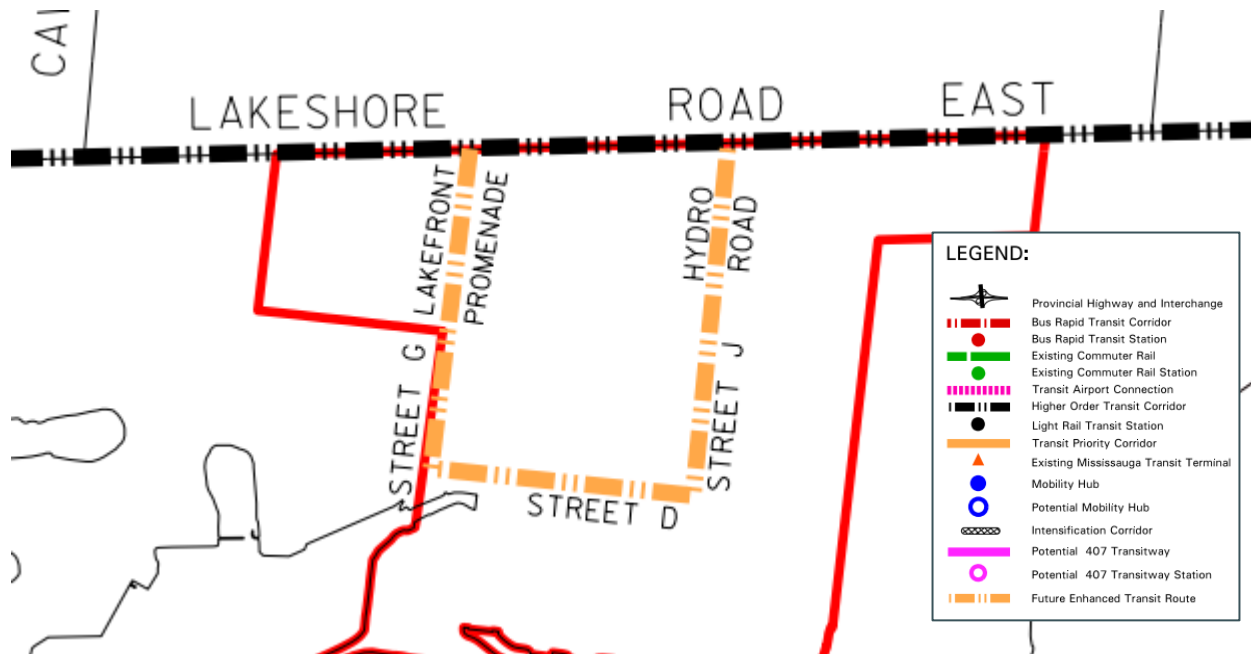 CA
LAKESHORE ROAD EAST
LAKEFRONT
PROMENADE
HYDRO
ROAD
STREET G
STREET J
STREET D
LEGEND:
Provincial Highway and Interchange
Bus Rapid Transit Corridor
Bus Rapid Transit Station
Existing Commuter Rail
Existing Commuter Rail Station
Transit Airport Connection
Higher Order Transit Corridor
Light Rail Transit Station
Transit Priority Corridor
Existing Mississauga Transit Terminal
Mobility Hub
Potential Mobility Hub
Intensification Corridor
Potential 407 Transitway
Potential 407 Transitway Station
Future Enhanced Transit Route